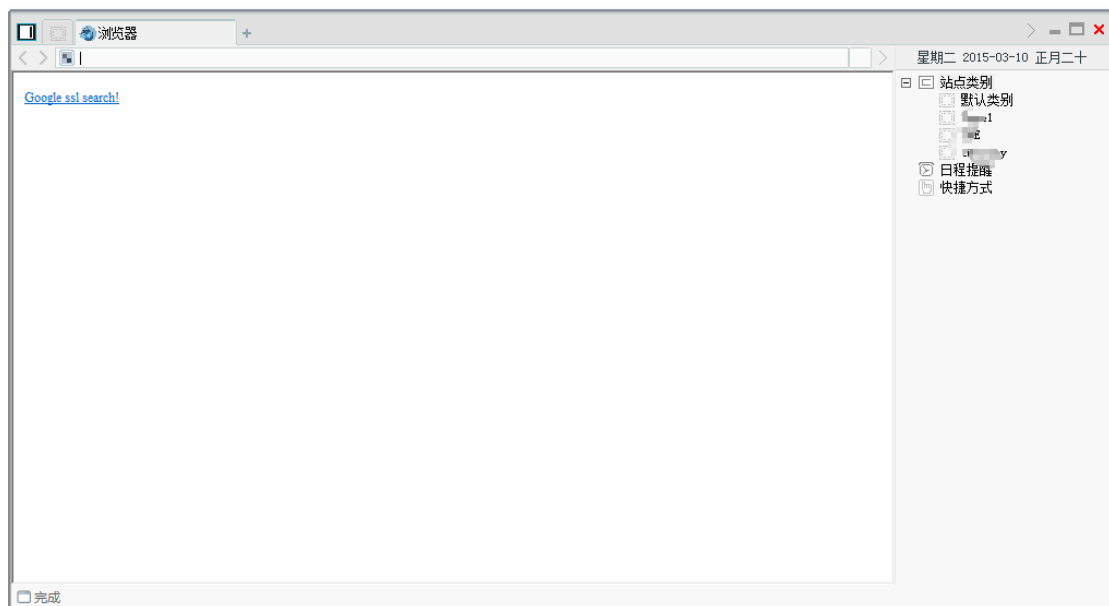 浏览器
星期二 2015-03-10 正月二十
Google ssl search!
站点类别
默认类别
日程提醒
快捷方式
完成